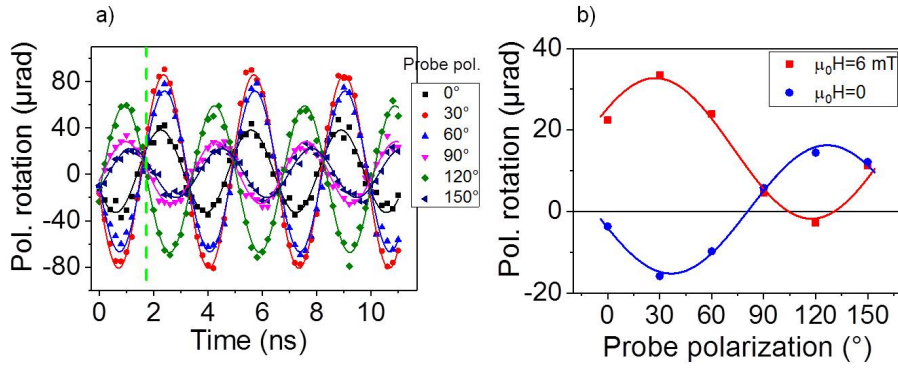 a)
Pol. rotation (µrad)
80
40
0
-40
-80
0 2 4 6 8 10
Time (ns)
Probe pol.
0°
30°
60°
90°
120°
150°
b)
Pol. rotation (µrad)
40
20
0
-20
0 30 60 90 120 150
Probe polarization (°)
µ₀H=6 mT
µ₀H=0